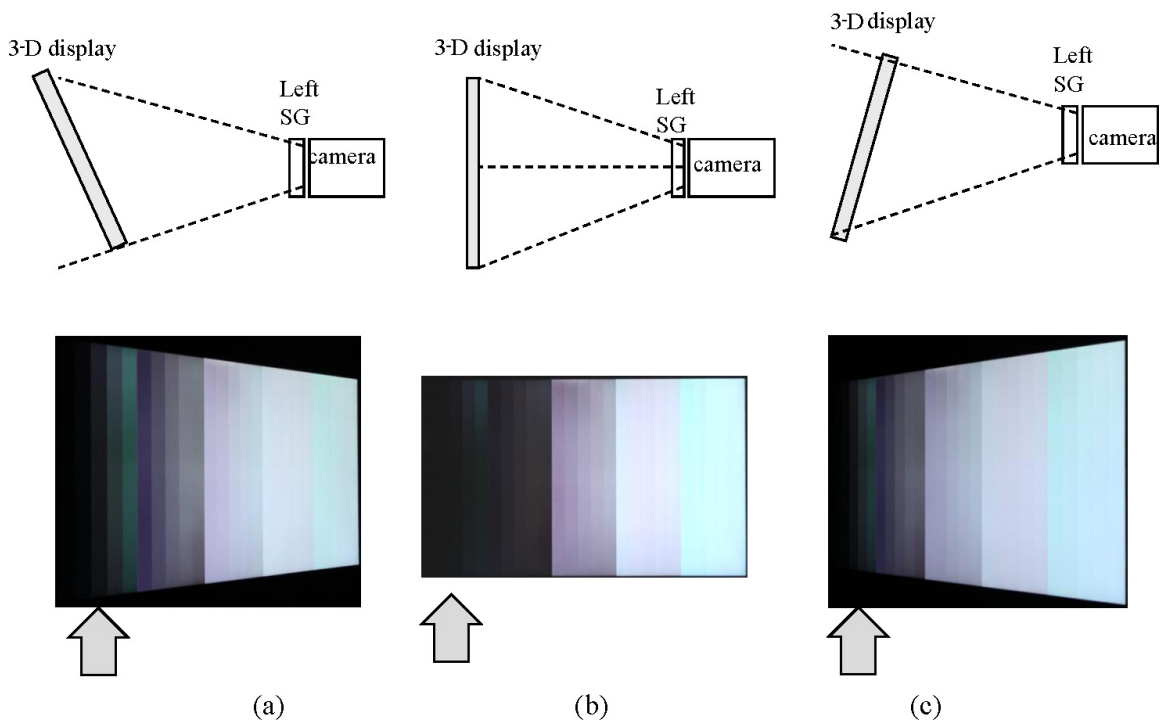 3-D display
Left
SG
camera
3-D display
Left
SG
camera
3-D display
Left
SG
camera
(a)
(b)
(c)